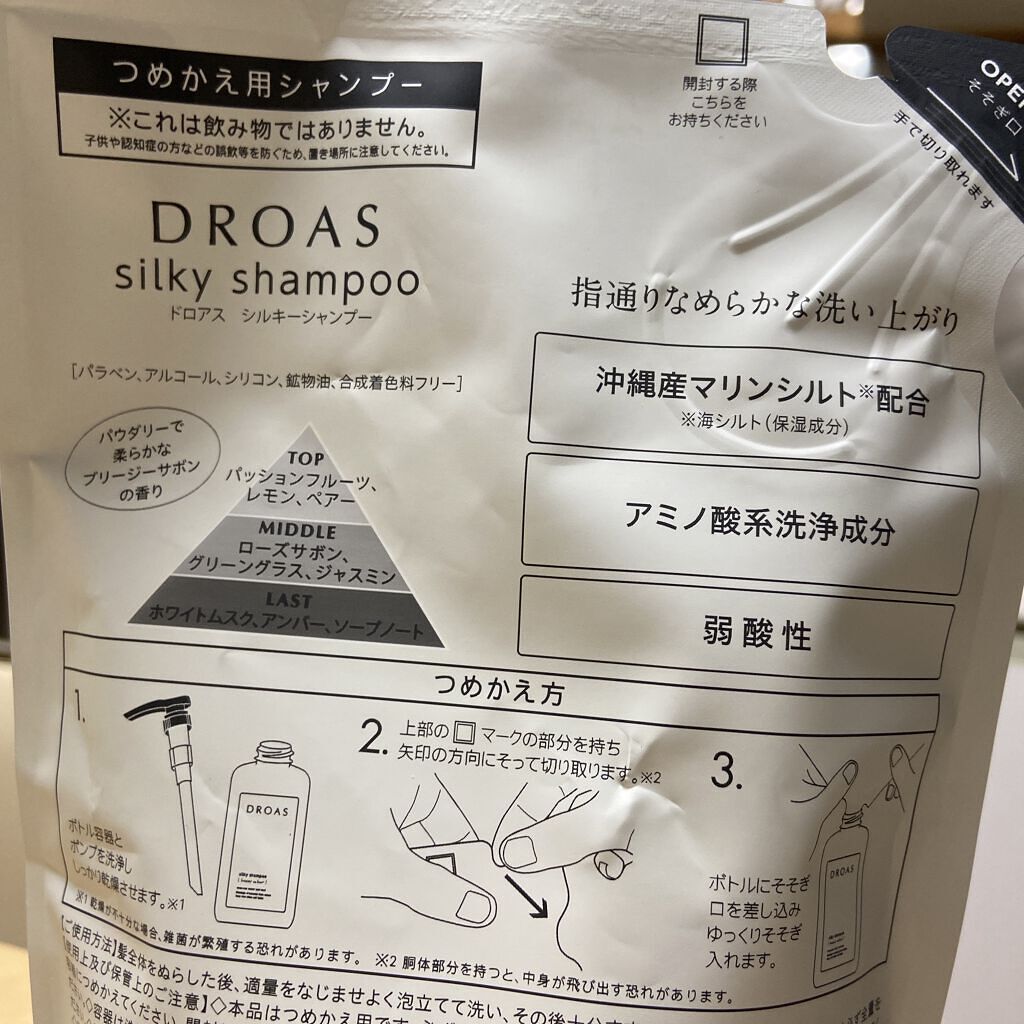 つめかえ用シャンプー
※これは飲み物ではありません。
子供や認知症の方などの誤飲等を防ぐため、置き場所に注意してください。
開封する際
こちらを
お持ちください
OPEN
そそぎ口
手で切り取れます
DROAS
silky shampoo
ドロアス シルキーシャンプー
[パラベン、アルコール、シリコン、鉱物油、合成着色料フリー]
パウダリーで
柔らかな
ブリージーサボン
の香り
TOP
パッションフルーツ、
レモン、ペアー
MIDDLE
ローズサボン、
グリーングラス、ジャスミン
LAST
ホワイトムスク、アンバー、ソープノート
指通りなめらかな洗い上がり
沖縄産マリンシルト※配合
※海シルト(保湿成分)
アミノ酸系洗浄成分
弱酸性
つめかえ方
1.
DROAS
silky shampoo
ボトル容器と
ポンプを洗浄し
しっかり乾燥させます。※1
2. 上部の マークの部分を持ち
矢印の方向にそって切り取ります。※2
3.
DROAS
ボトルにそそぎ
口を差し込み
ゆっくりそそぎ
入れます。
※1 乾燥が不十分な場合、雑菌が繁殖する恐れがあります。 ※2 胴体部分を持つと、中身が飛び出す恐れがあります。
【ご使用方法】髪全体をぬらした後、適量をなじませよく泡立てて洗い、その後十分
使用上及び保管上のご注意】◇本品はつめかえ用です
につめかえてください